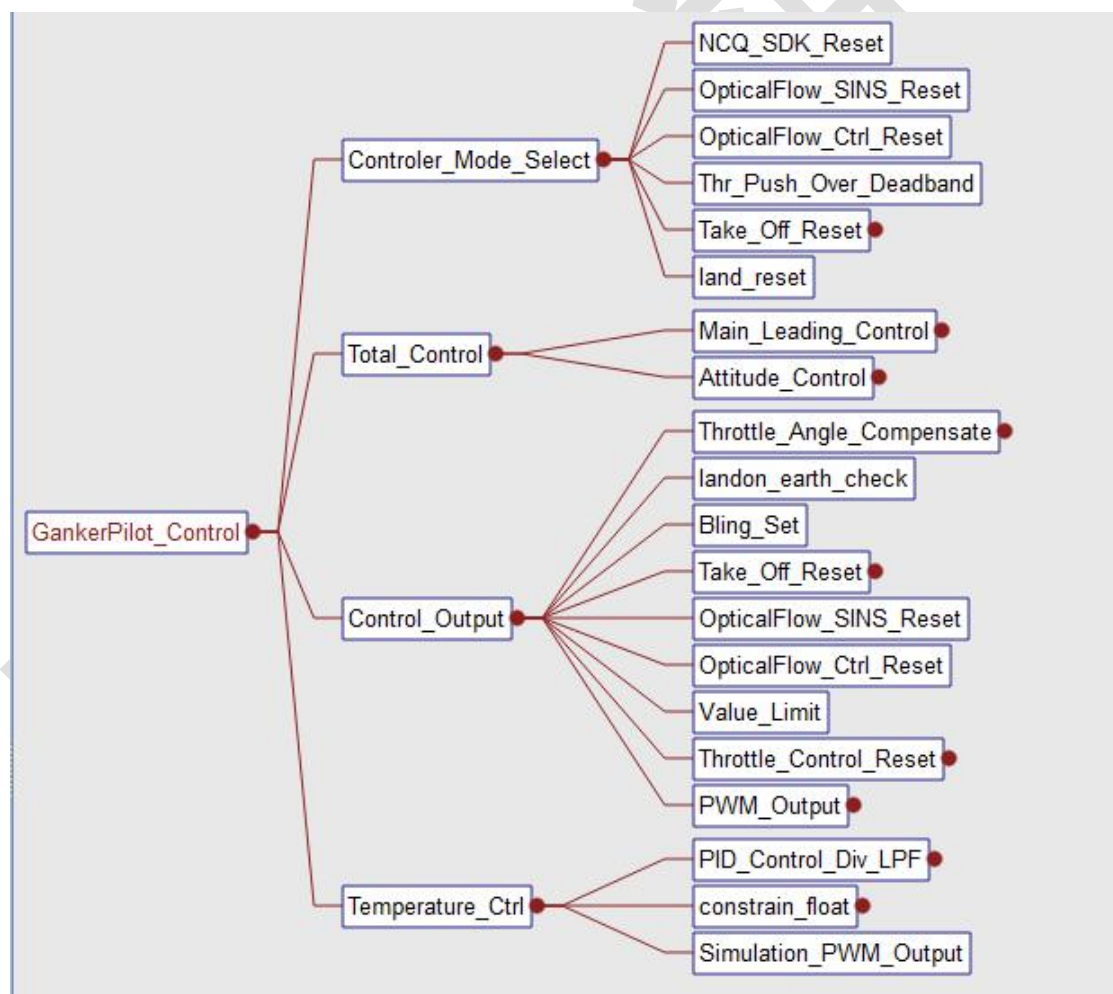 NCQ_SDK_Reset
OpticalFlow_SINS_Reset
OpticalFlow_Ctrl_Reset
Controler_Mode_Select
Thr_Push_Over_Deadband
Take_Off_Reset
land_reset
Main_Leading_Control
Total_Control
Attitude_Control
Throttle_Angle_Compensate
landon_earth_check
Bling_Set
GankerPilot_Control
Take_Off_Reset
Control_Output
OpticalFlow_SINS_Reset
OpticalFlow_Ctrl_Reset
Value_Limit
Throttle_Control_Reset
PWM_Output
PID_Control_Div_LPF
Temperature_Ctrl
constrain_float
Simulation_PWM_Output